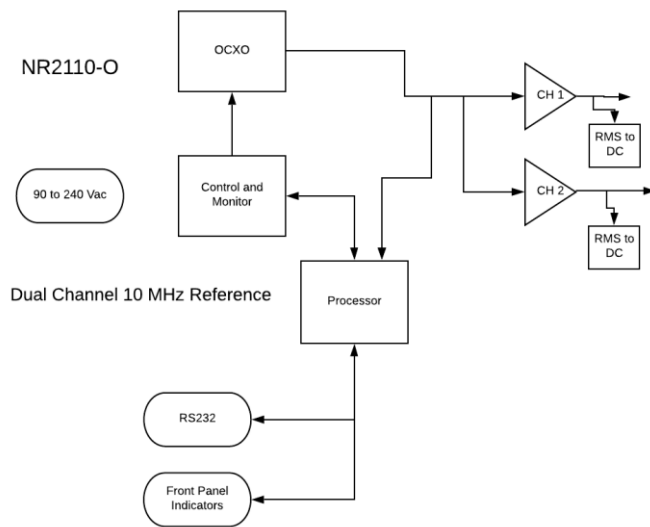 OCXO
NR2110-O
CH 1
RMS to
DC
90 to 240 Vac
Control and
Monitor
CH 2
RMS to
DC
Dual Channel 10 MHz Reference
Processor
RS232
Front Panel
Indicators